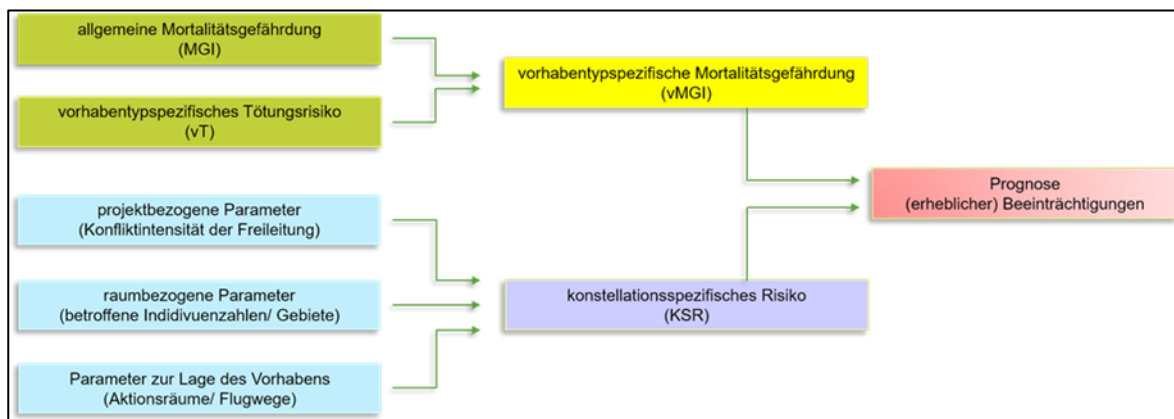 allgemeine Mortalitätsgefährdung
(MGI)
vorhabentypspezifisches Tötungsrisiko
(vT)
projektbezogene Parameter
(Konfliktintensität der Freileitung)
raumbezogene Parameter
(betroffene Indidivuenzahlen/ Gebiete)
Parameter zur Lage des Vorhabens
(Aktionsräume/ Flugwege)
vorhabentypspezifische Mortalitätsgefährdung
(vMGI)
konstellationsspezifisches Risiko
(KSR)
Prognose
(erheblicher) Beeinträchtigungen